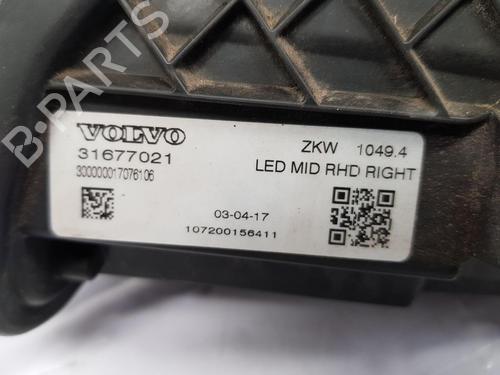 VOLVO
31677021
300000017076106
ZKW 1049.4
LED MID RHD RIGHT
03-04-17
107200156411
B-PARTS